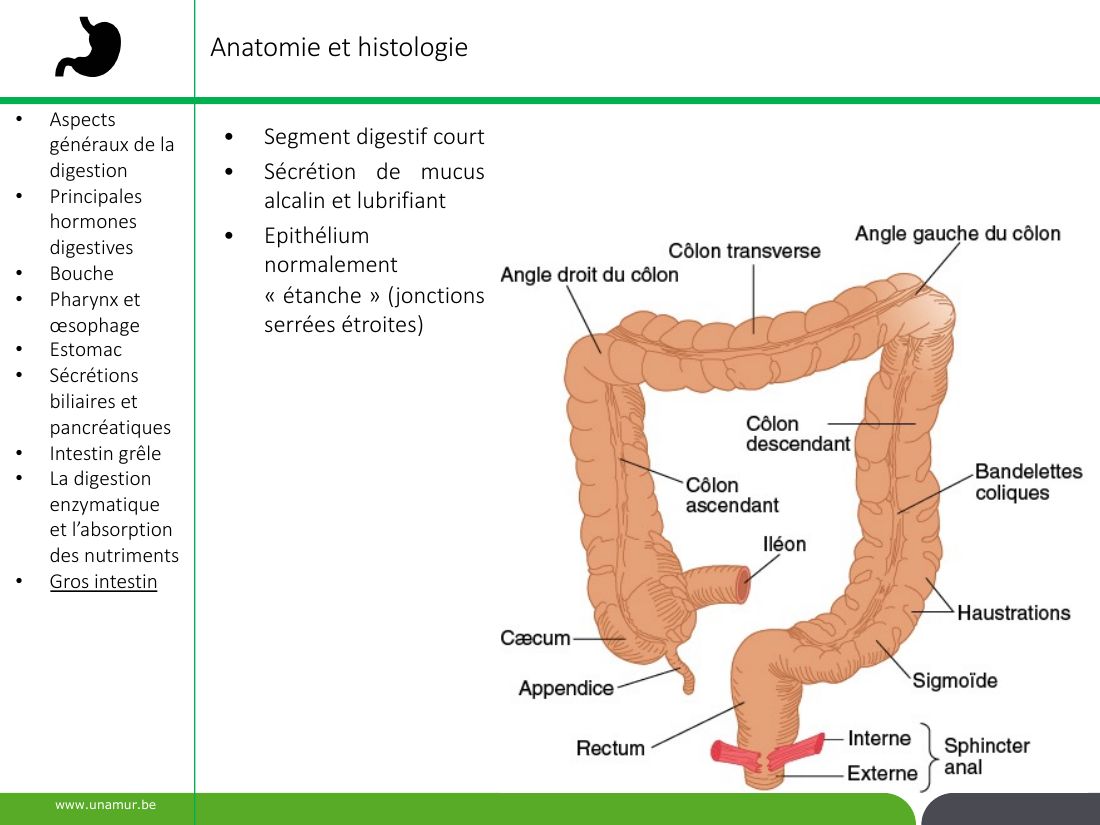 Anatomie et histologie
• Aspects
généraux de la
digestion
• Principales
hormones
digestives
• Bouche
• Pharynx et
œsophage
• Estomac
• Sécrétions
biliaires et
pancréatiques
• Intestin grêle
• La digestion
enzymatique
et l’absorption
des nutriments
• Gros intestin
• Segment digestif court
• Sécrétion de mucus
alcalin et lubrifiant
• Epithélium
normalement
« étanche » (jonctions
serrées étroites)
Angle gauche du côlon
Côlon transverse
Angle droit du côlon
Côlon
descendant
Bandelettes
coliques
Côlon
ascendant
Iléon
Haustrations
Cæcum
Sigmoïde
Appendice
Rectum
Interne
Externe
Sphincter
anal
www.unamur.be